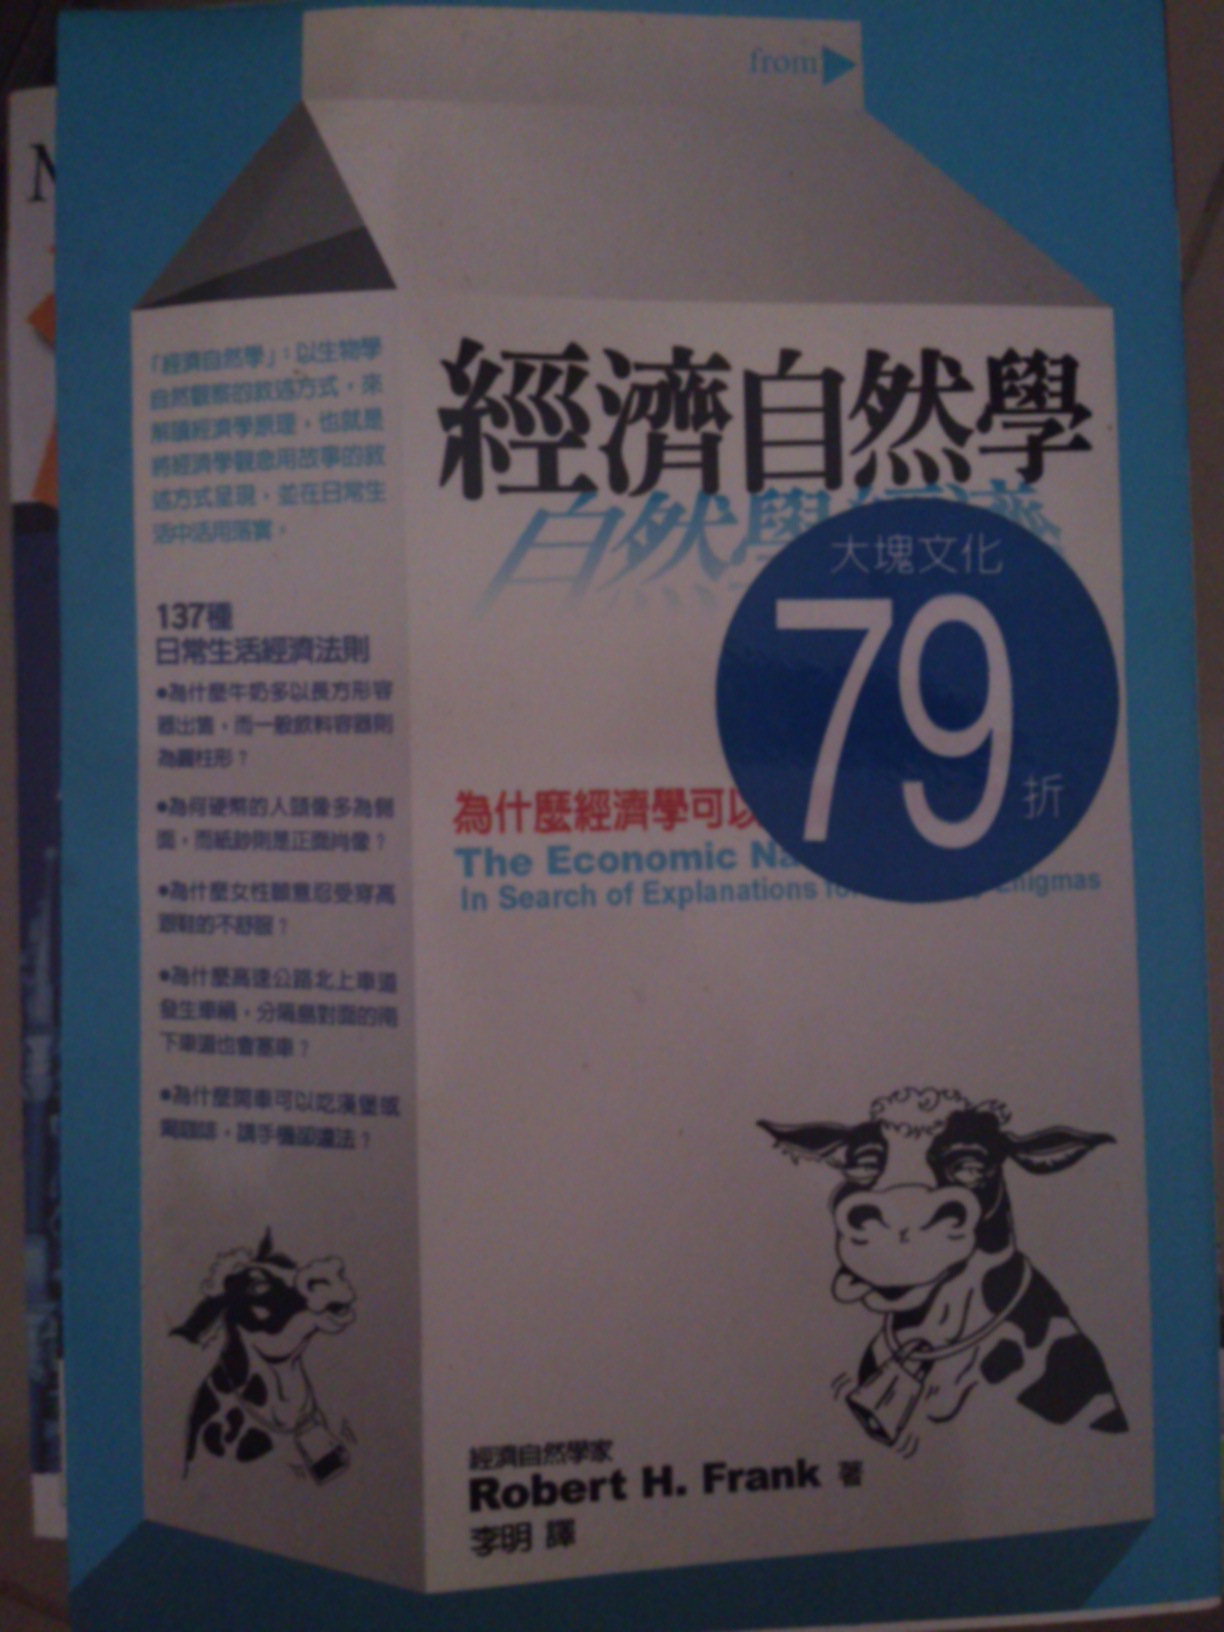 from
經濟自然學
自然學經濟
大塊文化
79
折
為什麼經濟學可以
The Economic Na
In Search of Explanations for Enigmas
「經濟自然學」:以生物學
自然觀察的敘述方式,來
解讀經濟學原理,也就是
將經濟學觀念用故事的敘
述方式呈現,並在日常生
活中活用落實。
137種
日常生活經濟法則
•為什麼牛奶多以長方形容
器出售,而一般飲料容器則
為圓柱形?
•為何硬幣的人頭像多為側
面,而紙鈔則是正面肖像?
•為什麼女性願意忍受穿高
跟鞋的不舒服?
•為什麼高速公路北上車道
發生車禍,分隔島對面的南
下車道也會塞車?
•為什麼開車可以吃漢堡或
喝咖啡,講手機卻違法?
經濟自然學家
Robert H. Frank 著
李明 譯